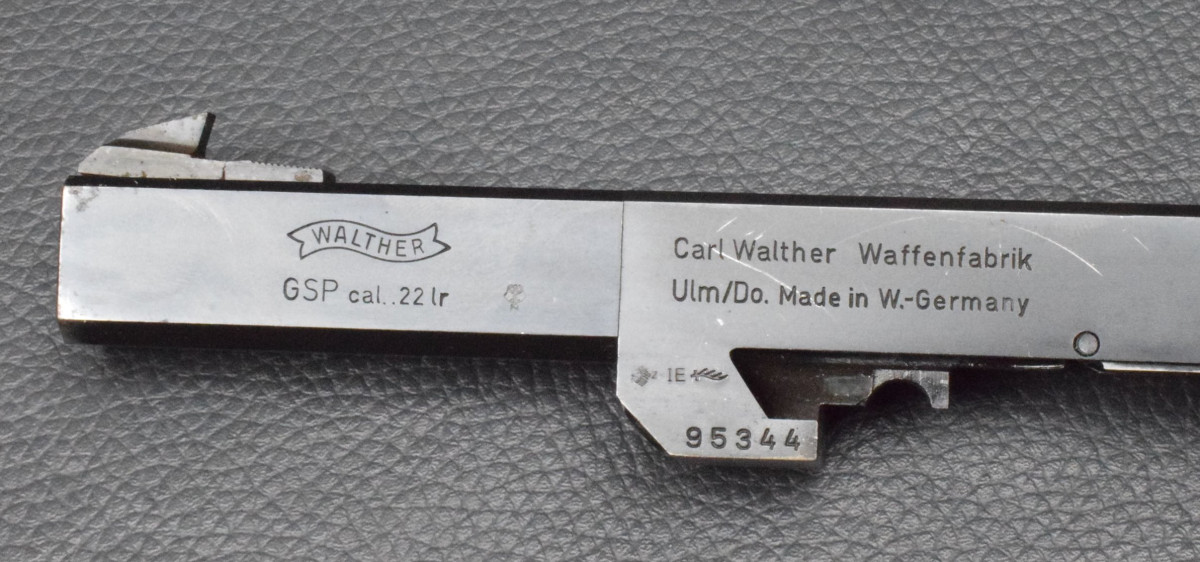 WALTHER
GSP cal..22 lr
Carl Walther Waffenfabrik
Ulm/Do. Made in W.-Germany
IE
95344